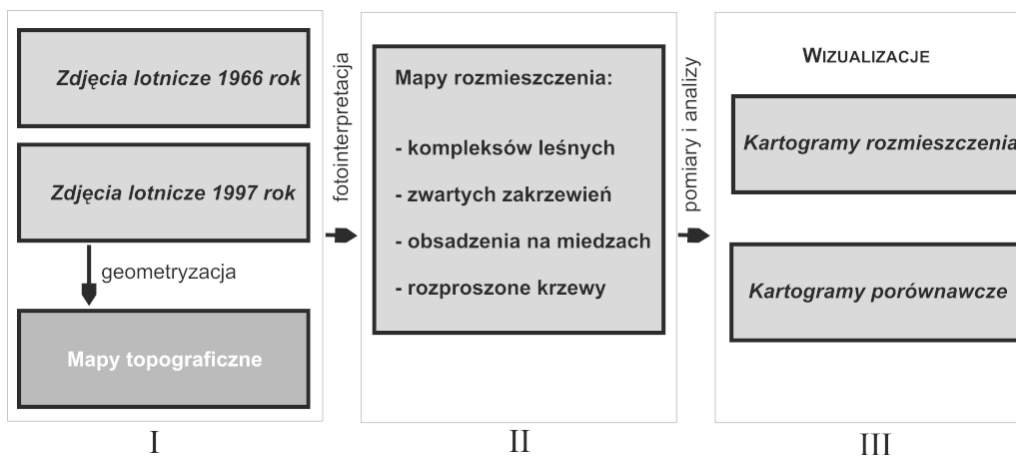 Zdjęcia lotnicze 1966 rok
Zdjęcia lotnicze 1997 rok
geometryzacja
Mapy topograficzne
I
fotointerpretacja
Mapy rozmieszczenia:
- kompleksów leśnych
- zwartych zakrzewień
- obsadzenia na miedzach
- rozproszone krzewy
II
pomiary i analizy
WIZUALIZACJE
Kartogramy rozmieszczenia
Kartogramy porównawcze
III